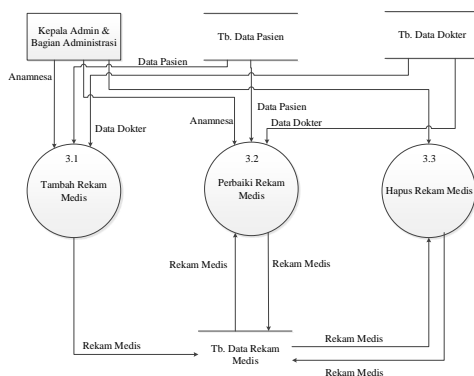 Kepala Admin &
Bagian Administrasi
Tb. Data Pasien
Tb. Data Dokter
Anamnesa
Data Pasien
Data Pasien
Data Dokter
Anamnesa
Data Dokter
3.1
Tambah Rekam
Medis
3.2
Perbaiki Rekam
Medis
3.3
Hapus Rekam Medis
Rekam Medis
Rekam Medis
Rekam Medis
Tb. Data Rekam
Medis
Rekam Medis
Rekam Medis